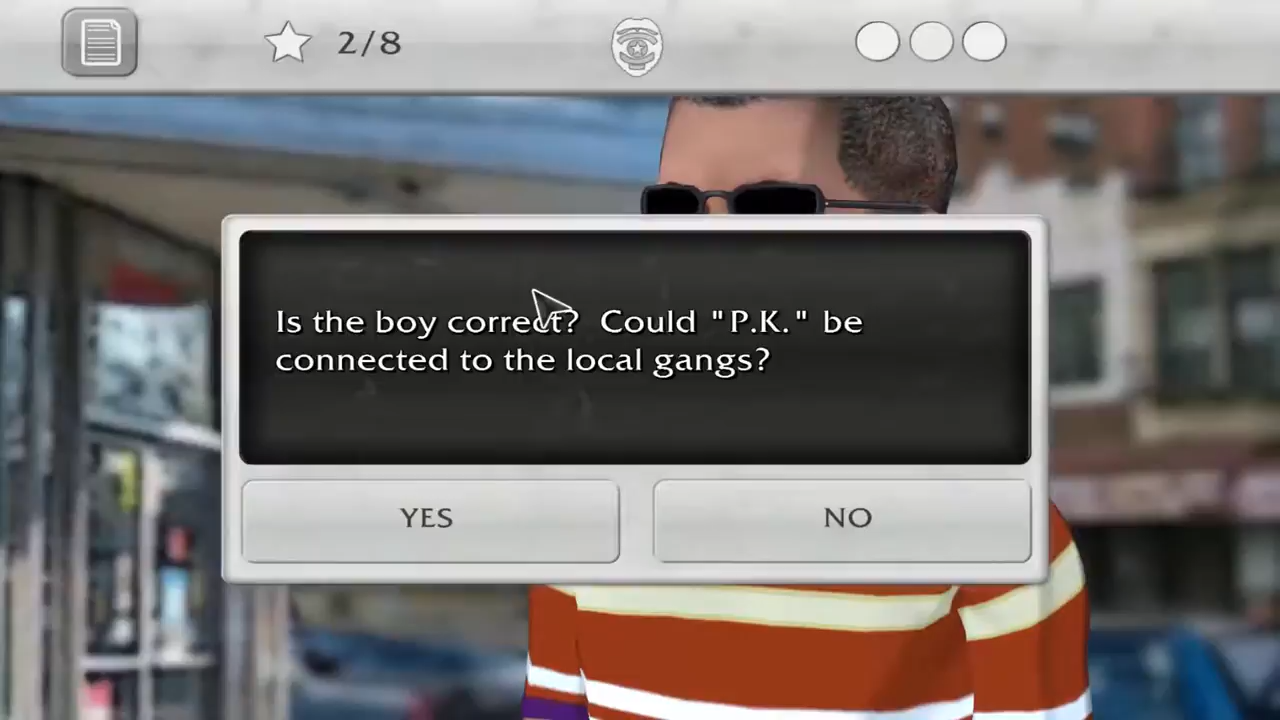 2/8
Is the boy correct? Could "P.K." be
connected to the local gangs?
YES
NO